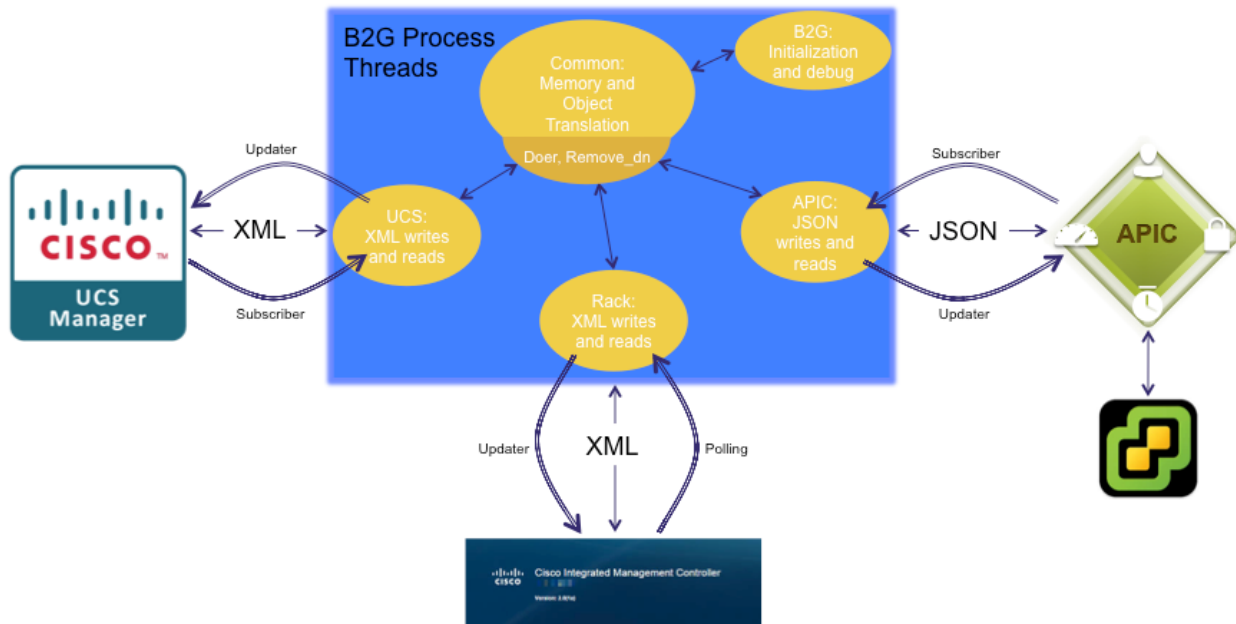 B2G Process
Threads
Common:
Memory and
Object
Translation
Doer, Remove_dn
B2G:
Initialization
and debug
Updater
XML
Subscriber
CISCO™
UCS
Manager
UCS:
XML writes
and reads
APIC:
JSON
writes and
reads
Subscriber
JSON
Updater
APIC
Rack:
XML writes
and reads
Updater
XML
Polling
CISCO
Cisco Integrated Management Controller